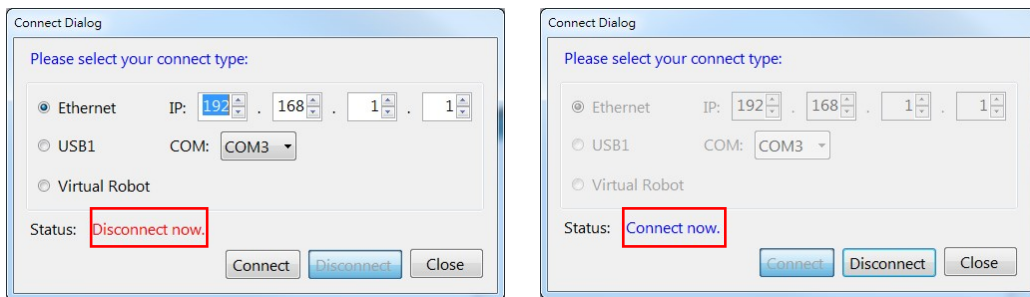 Connect Dialog
Please select your connect type:
Ethernet IP: 192 . 168 . 1 . 1
USB1 COM: COM3
Virtual Robot
Status: Disconnect now.
Connect Disconnect Close
Connect Dialog
Please select your connect type:
Ethernet IP: 192 . 168 . 1 . 1
USB1 COM: COM3
Virtual Robot
Status: Connect now.
Connect Disconnect Close